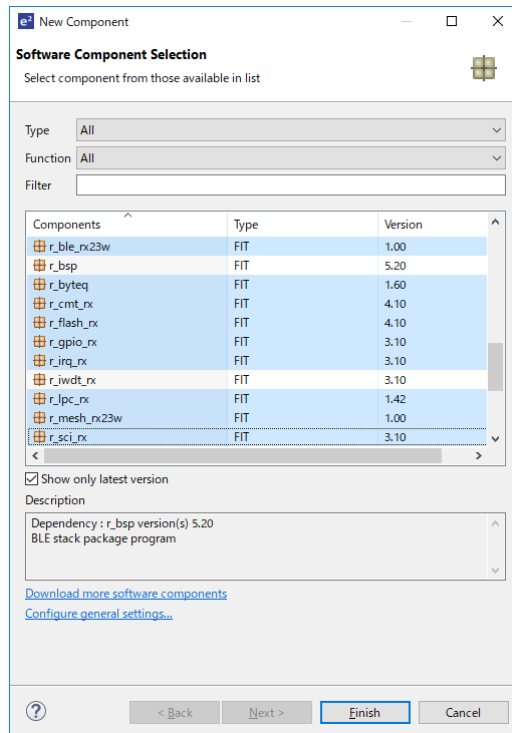 e² New Component
Software Component Selection
Select component from those available in list
Type All
Function All
Filter
Components Type Version
r_ble_rx23w FIT 1.00
r_bsp FIT 5.20
r_byteq FIT 1.60
r_cmt_rx FIT 4.10
r_flash_rx FIT 4.10
r_gpio_rx FIT 3.10
r_irq_rx FIT 3.10
r_iwdt_rx FIT 3.10
r_lpc_rx FIT 1.42
r_mesh_rx23w FIT 1.00
r_sci_rx FIT 3.10
Show only latest version
Description
Dependency : r_bsp version(s) 5.20
BLE stack package program
Download more software components
Configure general settings...
? < Back Next > Finish Cancel